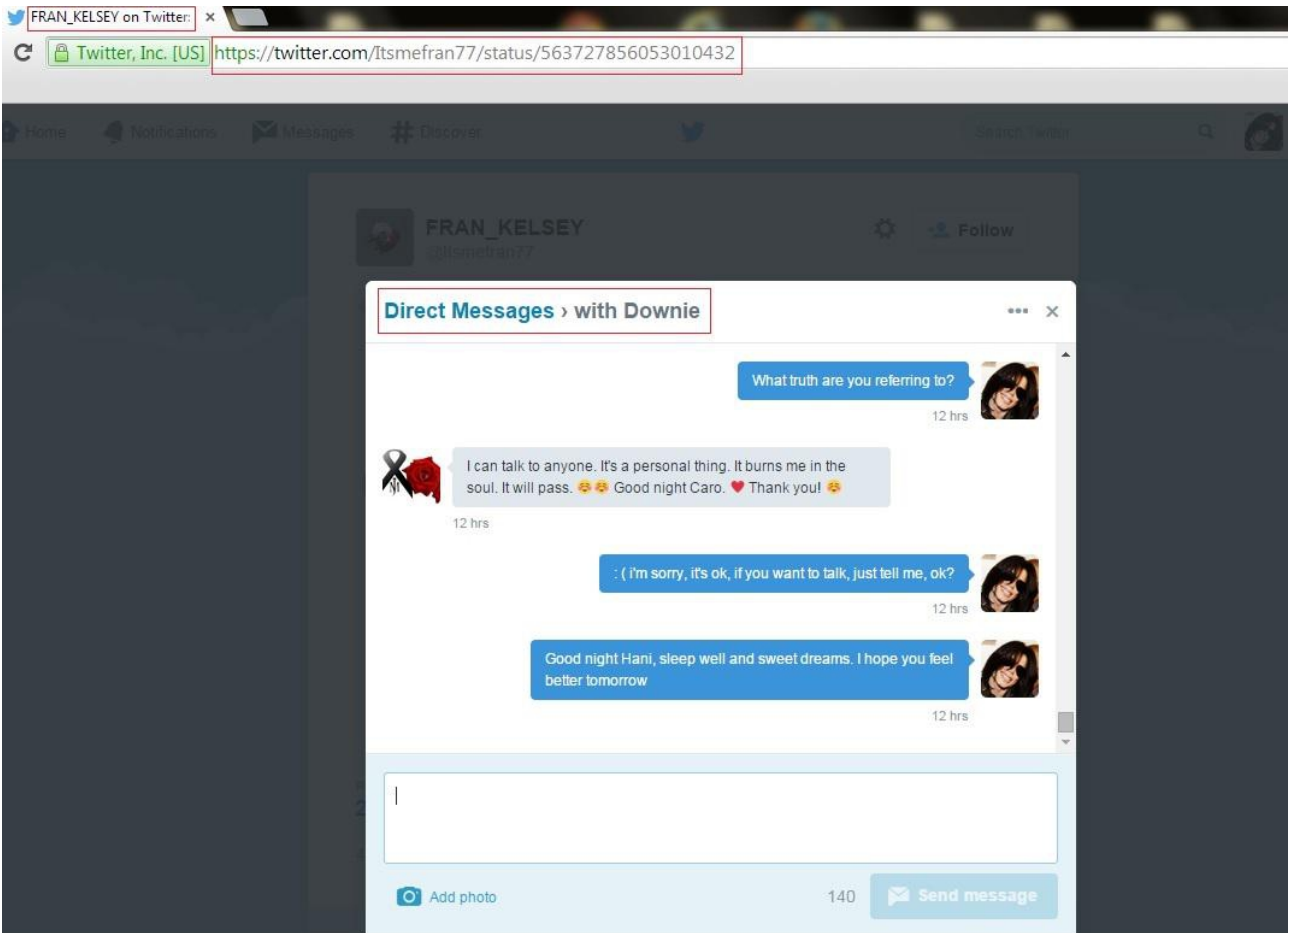 FRAN_KELSEY on Twitter: ×
Twitter, Inc. [US] https://twitter.com/Itsmefran77/status/563727856053010432
Home Notifications Messages # Discover Search Twitter
FRAN_KELSEY
@Itsmefran77
Follow
Direct Messages › with Downie
What truth are you referring to?
12 hrs
I can talk to anyone. It's a personal thing. It burns me in the
soul. It will pass. ☺️☺️ Good night Caro. ❤️ Thank you! ☺️
12 hrs
: ( i'm sorry, it's ok, if you want to talk, just tell me, ok?
12 hrs
Good night Hani, sleep well and sweet dreams. I hope you feel
better tomorrow
12 hrs
Add photo 140 Send message